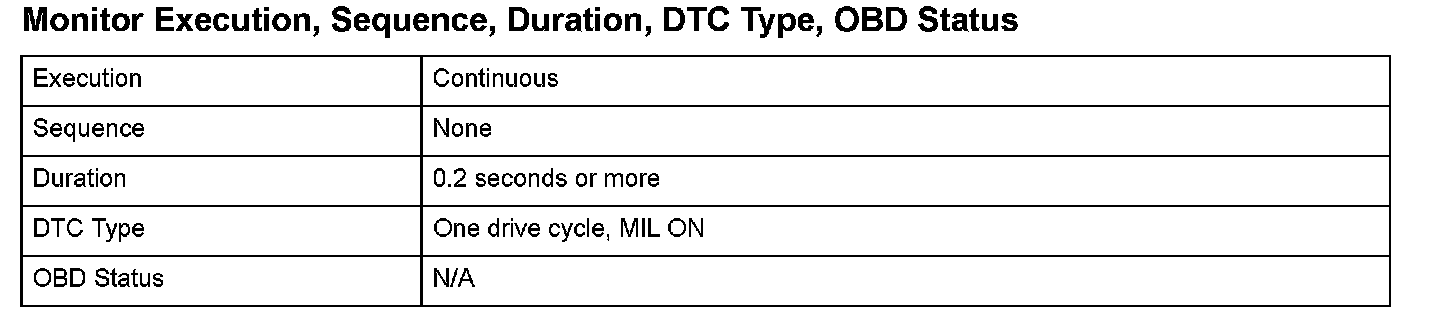 Monitor Execution, Sequence, Duration, DTC Type, OBD Status
Execution Continuous
Sequence None
Duration 0.2 seconds or more
DTC Type One drive cycle, MIL ON
OBD Status N/A